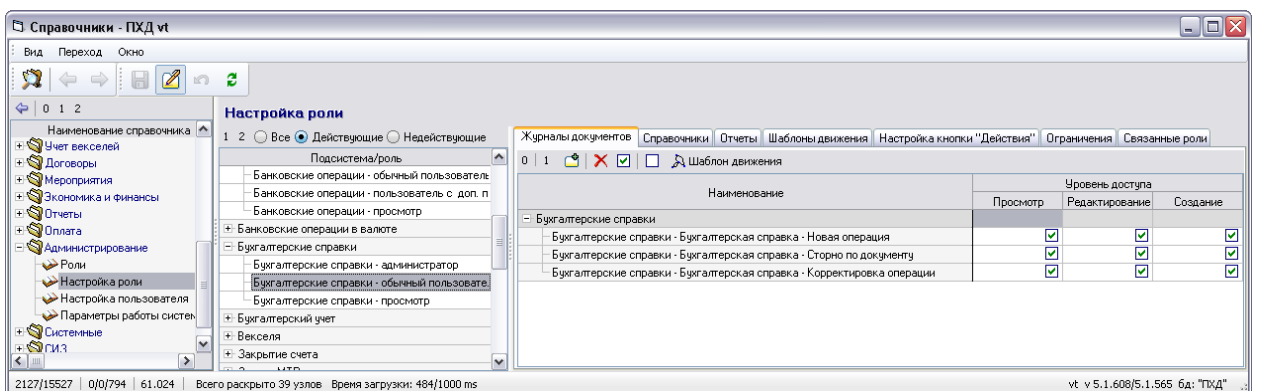 Справочники - ПХД vt
Вид Переход Окно
0 1 2
Наименование справочника
Учет векселей
Договоры
Мероприятия
Экономика и финансы
Отчеты
Оплата
Администрирование
Роли
Настройка роли
Настройка пользователя
Параметры работы систем
Системные
СИЗ
Настройка роли
1 2 Все Действующие Недействующие
Подсистема/роль
Банковские операции - обычный пользователь
Банковские операции - пользователь с доп. п
Банковские операции - просмотр
Банковские операции в валюте
Бухгалтерские справки
Бухгалтерские справки - администратор
Бухгалтерские справки - обычный пользовате.
Бухгалтерские справки - просмотр
Бухгалтерский учет
Векселя
Закрытие счета
Журналы документов Справочники Отчеты Шаблоны движения Настройка кнопки "Действия" Ограничения Связанные роли
0 1 Шаблон движения
Наименование Уровень доступа
Просмотр Редактирование Создание
Бухгалтерские справки
Бухгалтерские справки - Бухгалтерская справка - Новая операция
Бухгалтерские справки - Бухгалтерская справка - Сторно по документу
Бухгалтерские справки - Бухгалтерская справка - Корректировка операции
2127/15527 0/0/794 61.024 Всего раскрыто 39 узлов Время загрузки: 484/1000 ms vt v 5.1.608/5.1.565 бд: "ПХД"